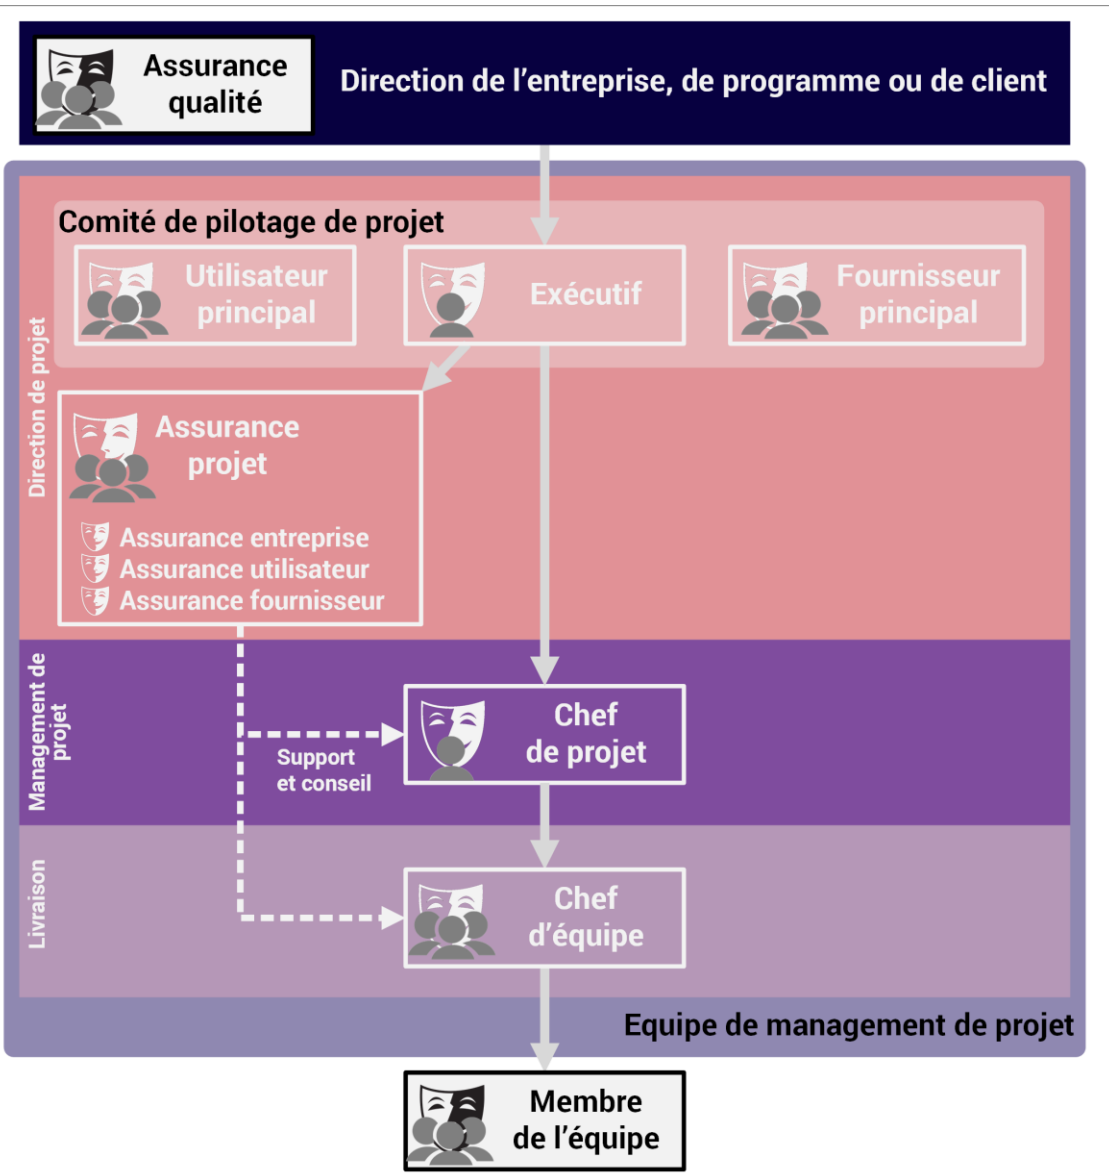 Assurance
qualité
Direction de l'entreprise, de programme ou de client
Comité de pilotage de projet
Utilisateur
principal
Exécutif
Fournisseur
principal
Direction de projet
Assurance
projet
Assurance entreprise
Assurance utilisateur
Assurance fournisseur
Management de
projet
Chef
de projet
Support
et conseil
Livraison
Chef
d'équipe
Equipe de management de projet
Membre
de l'équipe